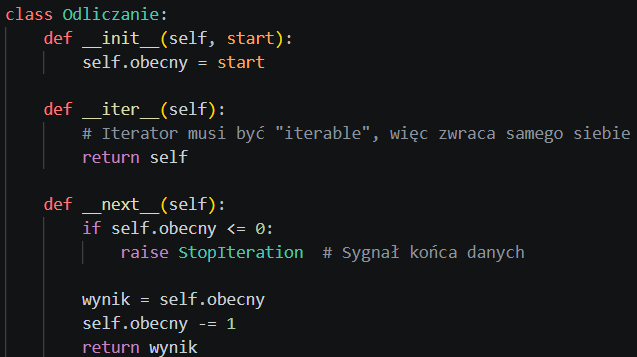 class Odliczanie:
    def __init__(self, start):
        self.obecny = start

    def __iter__(self):
        # Iterator musi być "iterable", więc zwraca samego siebie
        return self

    def __next__(self):
        if self.obecny <= 0:
            raise StopIteration  # Sygnał końca danych

        wynik = self.obecny
        self.obecny -= 1
        return wynik